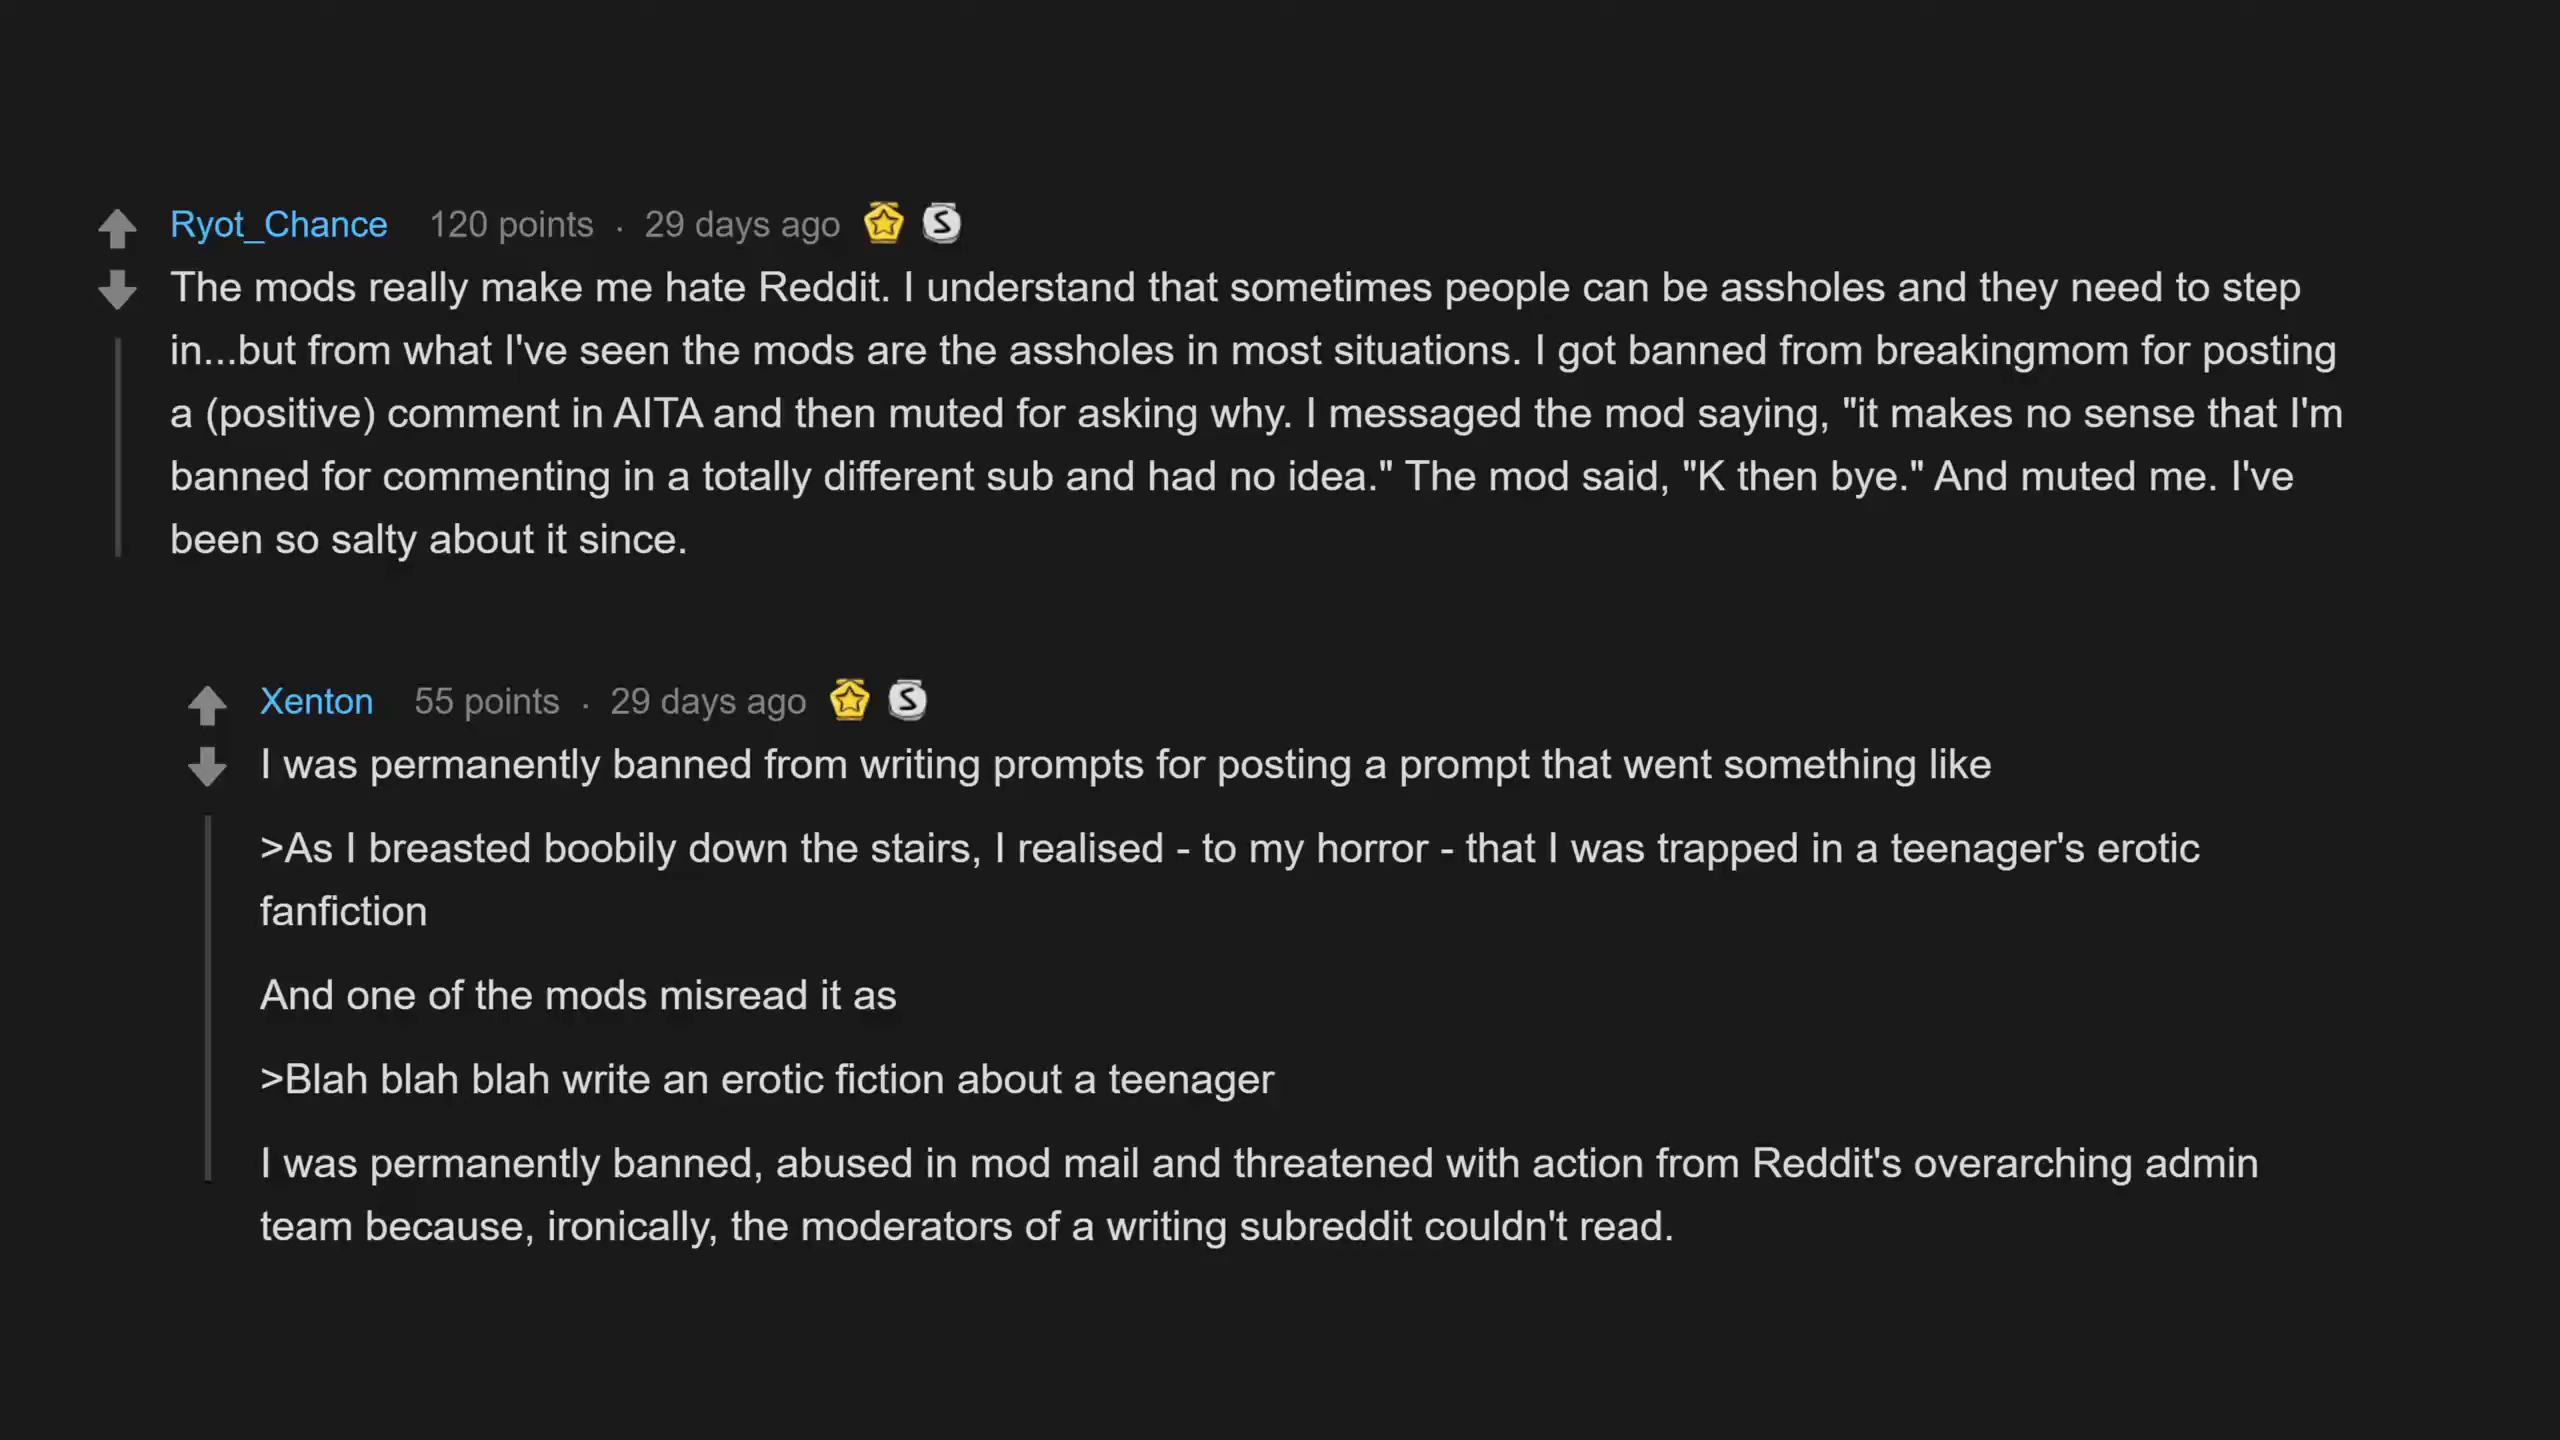 Ryot_Chance 120 points · 29 days ago S
The mods really make me hate Reddit. I understand that sometimes people can be assholes and they need to step
in...but from what I've seen the mods are the assholes in most situations. I got banned from breakingmom for posting
a (positive) comment in AITA and then muted for asking why. I messaged the mod saying, "it makes no sense that I'm
banned for commenting in a totally different sub and had no idea." The mod said, "K then bye." And muted me. I've
been so salty about it since.
Xenton 55 points · 29 days ago S
I was permanently banned from writing prompts for posting a prompt that went something like
>As I breasted boobily down the stairs, I realised - to my horror - that I was trapped in a teenager's erotic
fanfiction
And one of the mods misread it as
>Blah blah blah write an erotic fiction about a teenager
I was permanently banned, abused in mod mail and threatened with action from Reddit's overarching admin
team because, ironically, the moderators of a writing subreddit couldn't read.